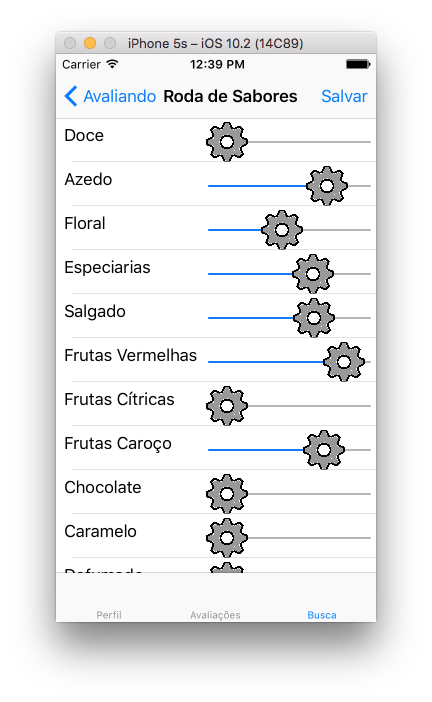 iPhone 5s – iOS 10.2 (14C89)
Carrier 12:39 PM
Avaliando Roda de Sabores Salvar
Doce
Azedo
Floral
Especiarias
Salgado
Frutas Vermelhas
Frutas Cítricas
Frutas Caroço
Chocolate
Caramelo
Defumado
Perfil Avaliações Busca